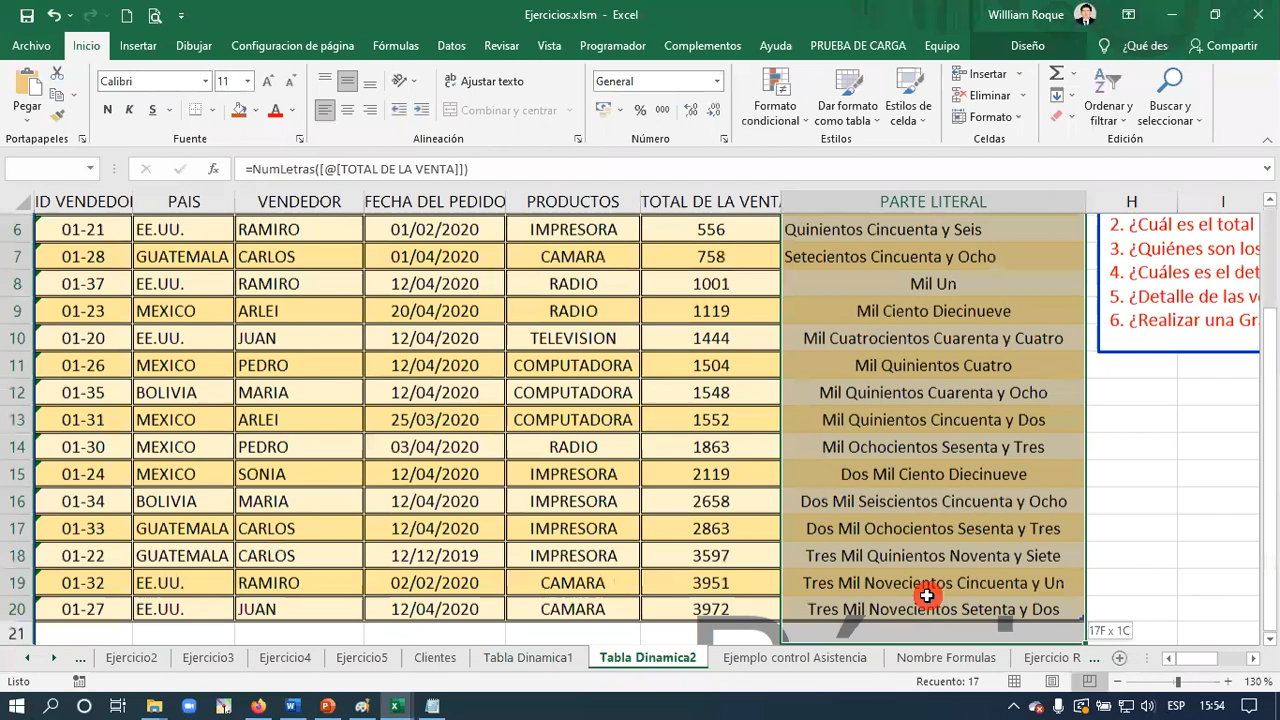 Ejercicios.xlsm - Excel
Willliam Roque
Archivo Inicio Insertar Dibujar Configuracion de página Fórmulas Datos Revisar Vista Programador Complementos Ayuda PRUEBA DE CARGA Equipo Diseño ¿Qué des Compartir
Pegar
Calibri 11
N K S
Ajustar texto
Combinar y centrar
General
% 000
Formato condicional
Dar formato como tabla
Estilos de celda
Insertar
Eliminar
Formato
Ordenar y filtrar
Buscar y seleccionar
Portapapeles Fuente Alineación Número Estilos Celdas Edición
=NumLetras([@[TOTAL DE LA VENTA]])
ID VENDEDOR PAIS VENDEDOR FECHA DEL PEDIDO PRODUCTOS TOTAL DE LA VENTA PARTE LITERAL H I
6 01-21 EE.UU. RAMIRO 01/02/2020 IMPRESORA 556 Quinientos Cincuenta y Seis
2. ¿Cuál es el total
7 01-28 GUATEMALA CARLOS 01/04/2020 CAMARA 758 Setecientos Cincuenta y Ocho
3. ¿Quiénes son los
8 01-37 EE.UU. RAMIRO 12/04/2020 RADIO 1001 Mil Un
4. ¿Cuáles es el det
9 01-23 MEXICO ARLEI 20/04/2020 RADIO 1119 Mil Ciento Diecinueve
5. ¿Detalle de las ve
6. ¿Realizar una Gr
10 01-20 EE.UU. JUAN 12/04/2020 TELEVISION 1444 Mil Cuatrocientos Cuarenta y Cuatro
11 01-26 MEXICO PEDRO 12/04/2020 COMPUTADORA 1504 Mil Quinientos Cuatro
12 01-35 BOLIVIA MARIA 12/04/2020 COMPUTADORA 1548 Mil Quinientos Cuarenta y Ocho
13 01-31 MEXICO ARLEI 25/03/2020 COMPUTADORA 1552 Mil Quinientos Cincuenta y Dos
14 01-30 MEXICO PEDRO 03/04/2020 RADIO 1863 Mil Ochocientos Sesenta y Tres
15 01-24 MEXICO SONIA 12/04/2020 IMPRESORA 2119 Dos Mil Ciento Diecinueve
16 01-34 BOLIVIA MARIA 12/04/2020 IMPRESORA 2658 Dos Mil Seiscientos Cincuenta y Ocho
17 01-33 GUATEMALA CARLOS 12/04/2020 IMPRESORA 2863 Dos Mil Ochocientos Sesenta y Tres
18 01-22 GUATEMALA CARLOS 12/12/2019 IMPRESORA 3597 Tres Mil Quinientos Noventa y Siete
19 01-32 EE.UU. RAMIRO 02/02/2020 CAMARA 3951 Tres Mil Novecientos Cincuenta y Un
20 01-27 EE.UU. JUAN 12/04/2020 CAMARA 3972 Tres Mil Novecientos Setenta y Dos
21
17F x 1C
... Ejercicio2 Ejercicio3 Ejercicio4 Ejercicio5 Clientes Tabla Dinamica1 Tabla Dinamica2 Ejemplo control Asistencia Nombre Formulas Ejercicio R ...
Listo Recuento: 17 130 %
ESP 15:54